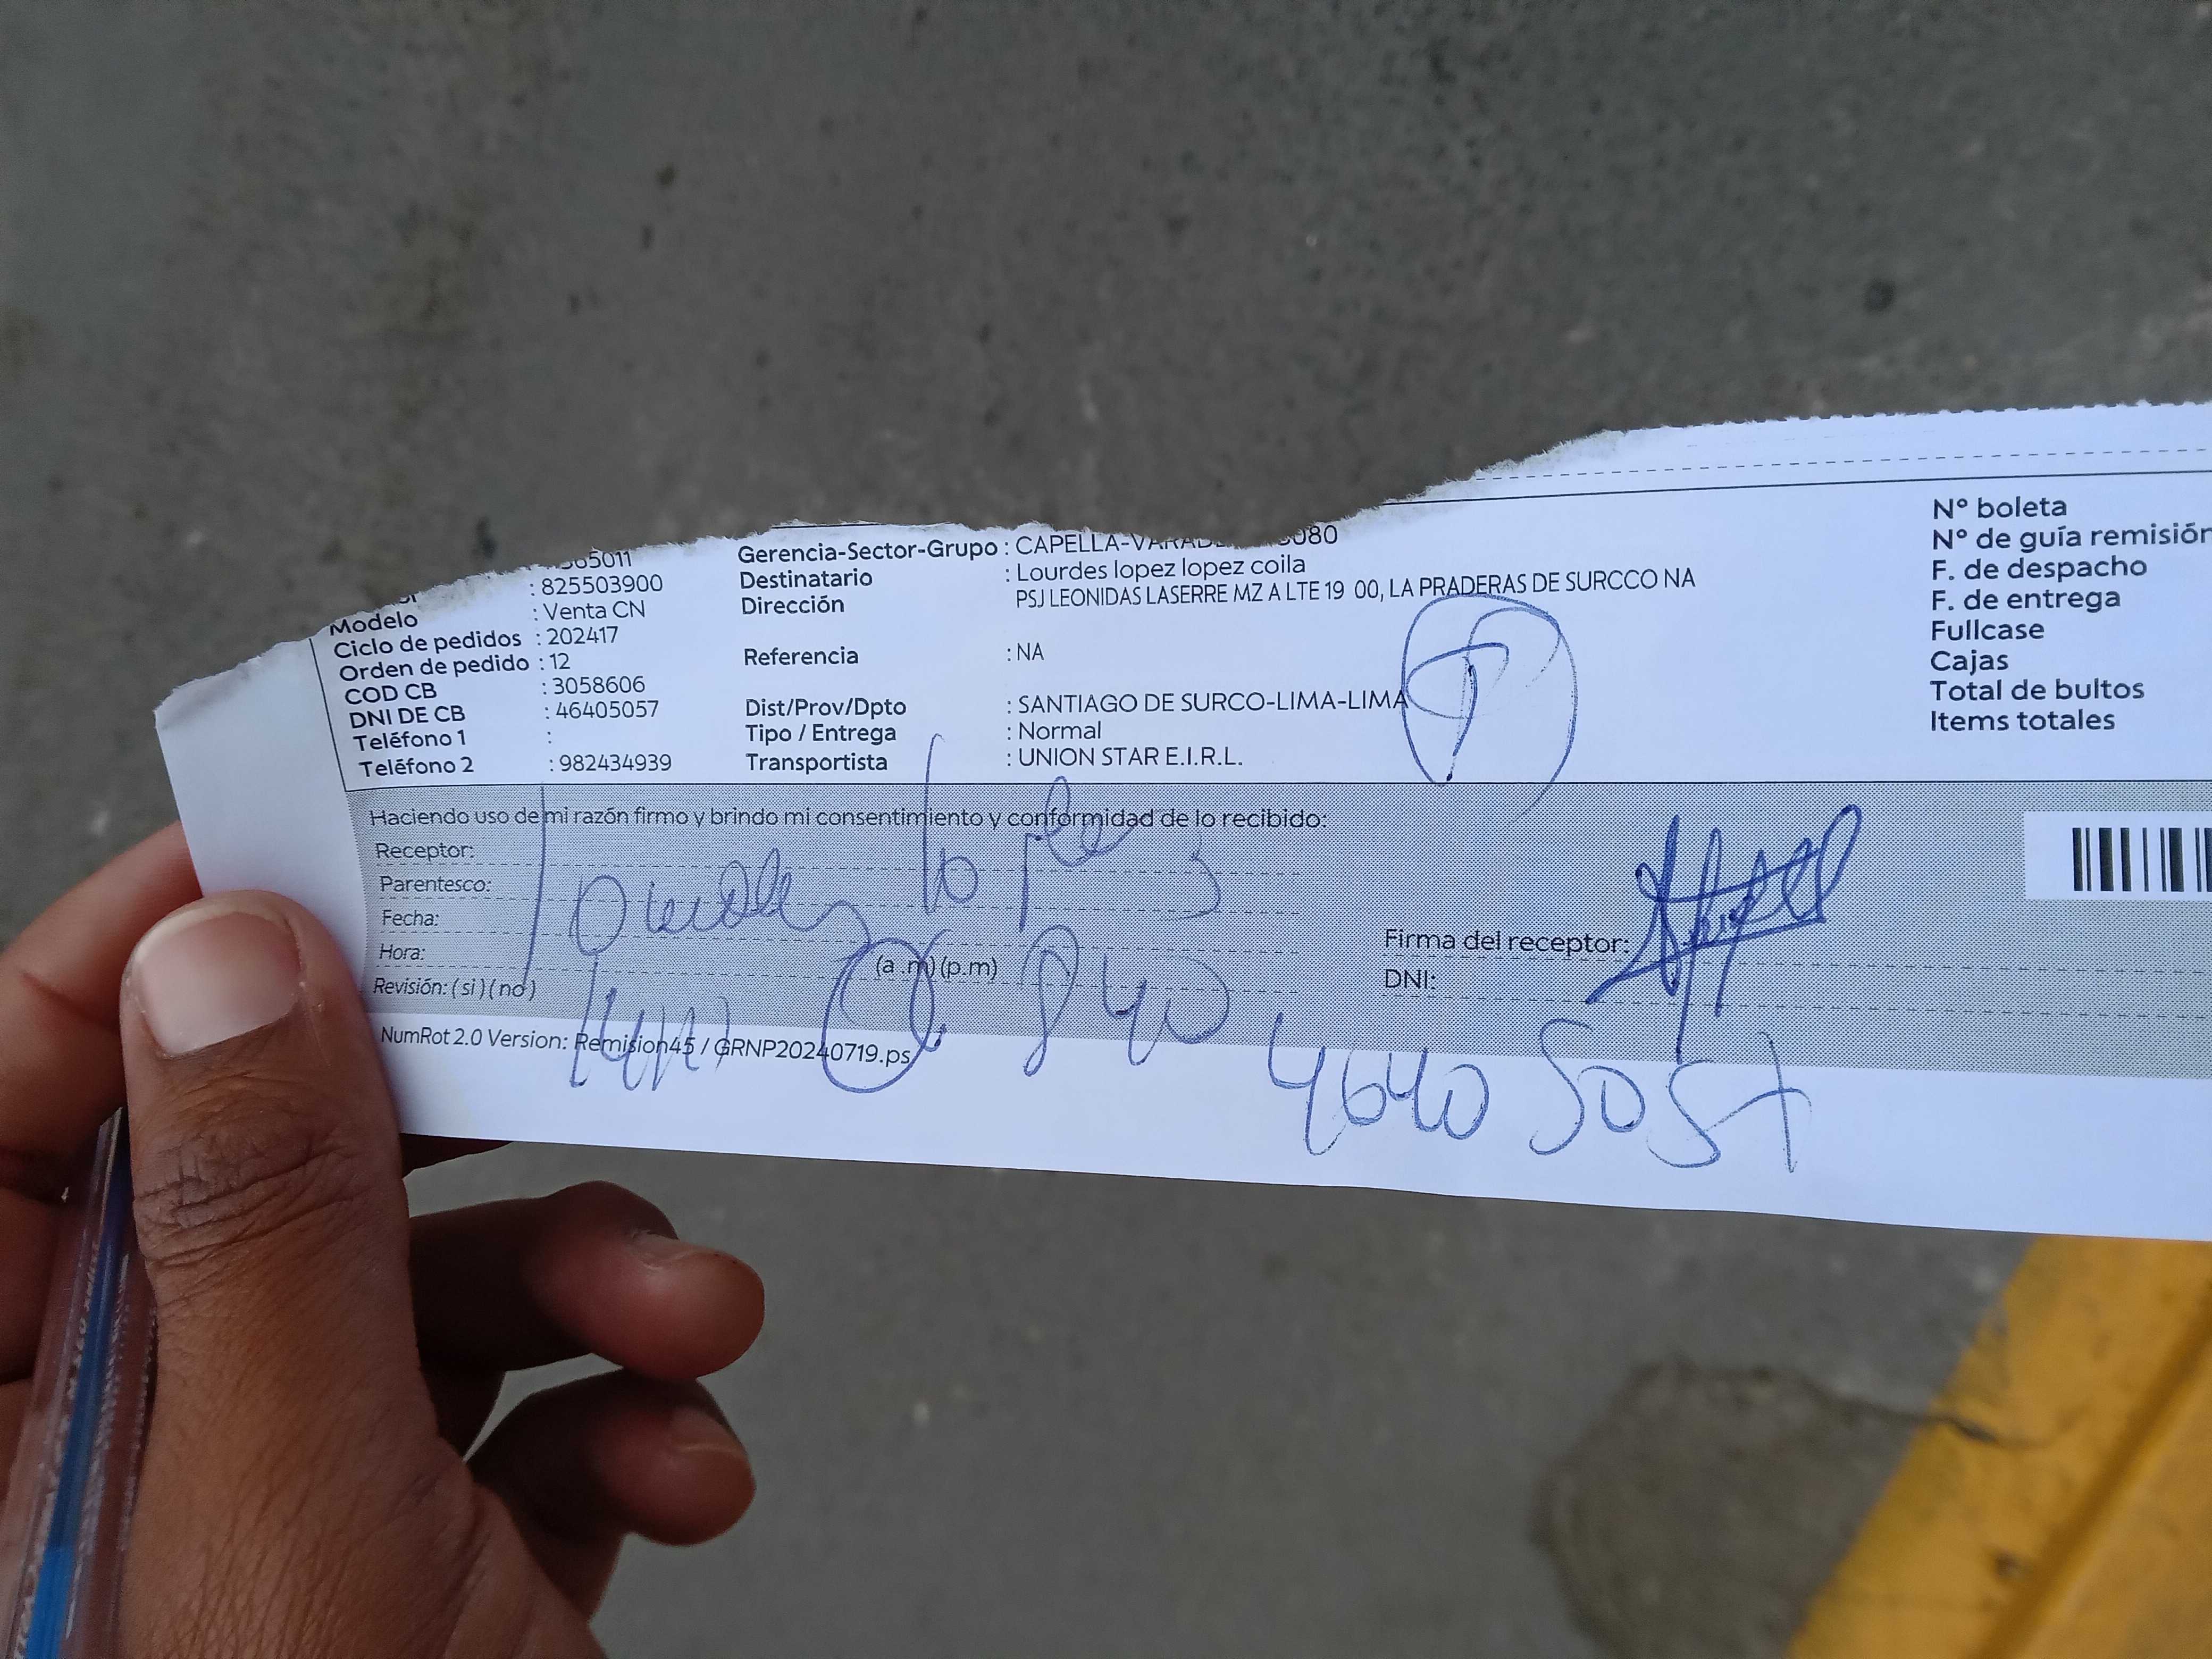 Gerencia-Sector-Grupo : CAPELLA-
: 825503900
Destinatario : Lourdes lopez lopez coila
Modelo : Venta CN
Dirección PSJ LEONIDAS LASERRE MZ A LTE 19 00, LA PRADERAS DE SURCCO NA
Ciclo de pedidos : 202417
Orden de pedido : 12
Referencia : NA
COD CB : 3058606
DNI DE CB : 46405057
Dist/Prov/Dpto : SANTIAGO DE SURCO-LIMA-LIMA
Teléfono 1 :
Tipo / Entrega : Normal
Teléfono 2 : 982434939
Transportista : UNION STAR E.I.R.L.
Nº boleta
Nº de guía remisión
F. de despacho
F. de entrega
Fullcase
Cajas
Total de bultos
Items totales
Haciendo uso de mi razón firmo y brindo mi consentimiento y conformidad de lo recibido:
Receptor:
Parentesco:
Fecha:
Hora: (a .m) (p.m)
Revisión: ( si ) ( no )
Firma del receptor:
DNI:
46405057
NumRot 2.0 Version: Remision45 / GRNP20240719.ps